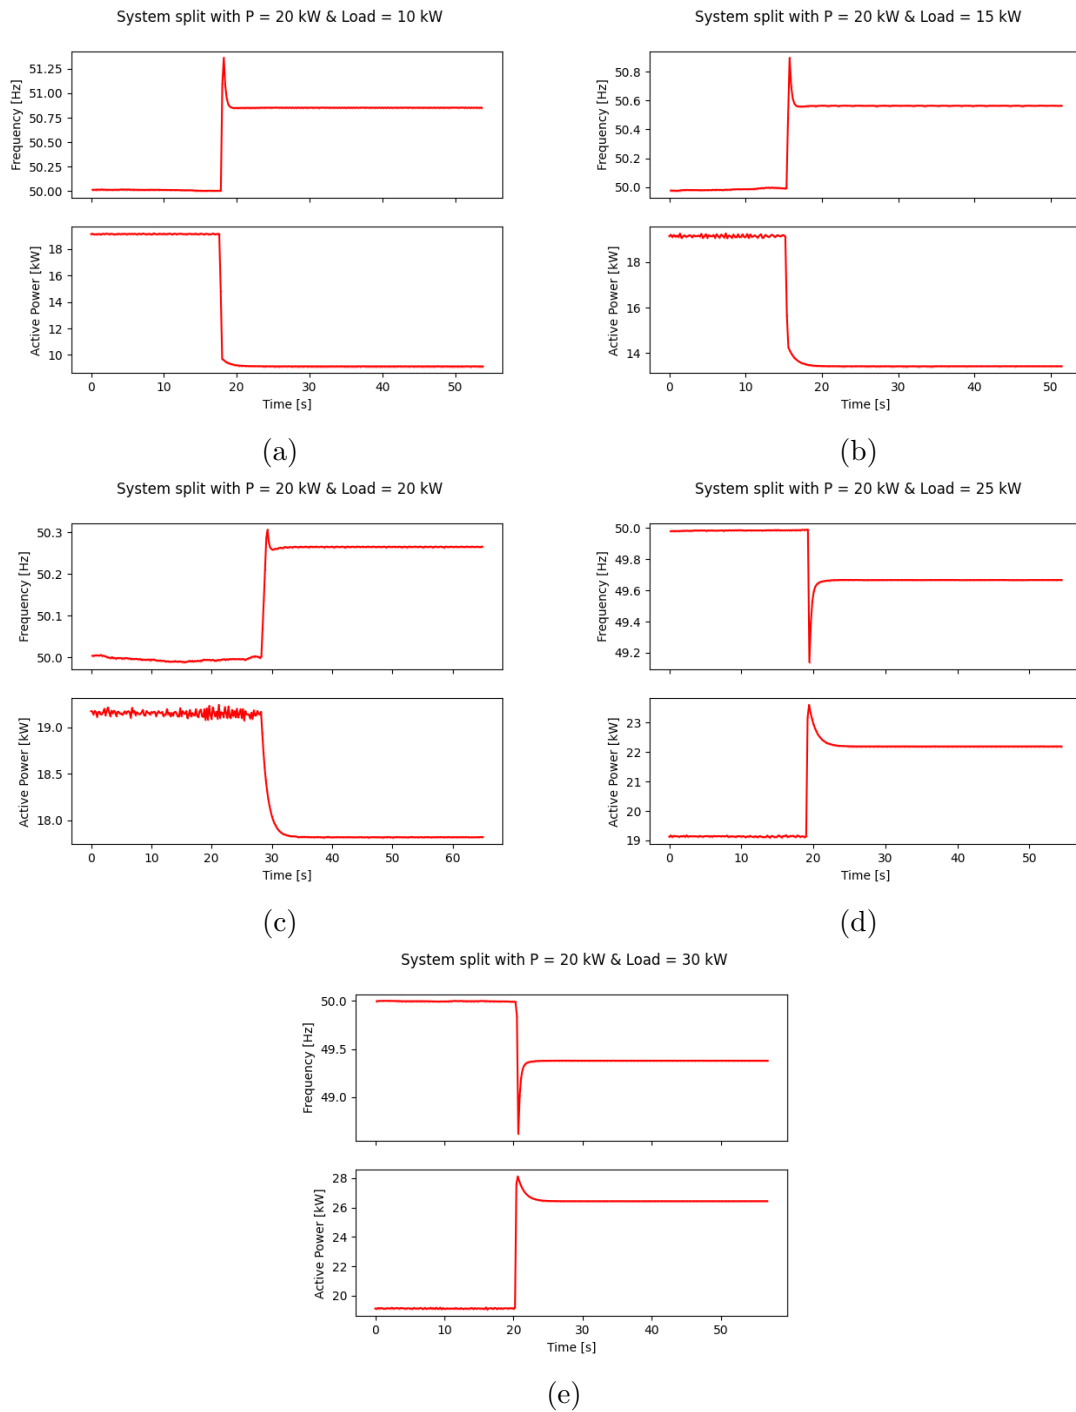 System split with P = 20 kW & Load = 10 kW
Frequency [Hz]
51.25
51.00
50.75
50.50
50.25
50.00
Active Power [kW]
18
16
14
12
10
0 10 20 30 40 50
Time [s]
(a)
System split with P = 20 kW & Load = 15 kW
Frequency [Hz]
50.8
50.6
50.4
50.2
50.0
Active Power [kW]
18
16
14
0 10 20 30 40 50
Time [s]
(b)
System split with P = 20 kW & Load = 20 kW
Frequency [Hz]
50.3
50.2
50.1
50.0
Active Power [kW]
19.0
18.5
18.0
0 10 20 30 40 50 60
Time [s]
(c)
System split with P = 20 kW & Load = 25 kW
Frequency [Hz]
50.0
49.8
49.6
49.4
49.2
Active Power [kW]
23
22
21
20
19
0 10 20 30 40 50
Time [s]
(d)
System split with P = 20 kW & Load = 30 kW
Frequency [Hz]
50.0
49.5
49.0
Active Power [kW]
28
26
24
22
20
0 10 20 30 40 50
Time [s]
(e)